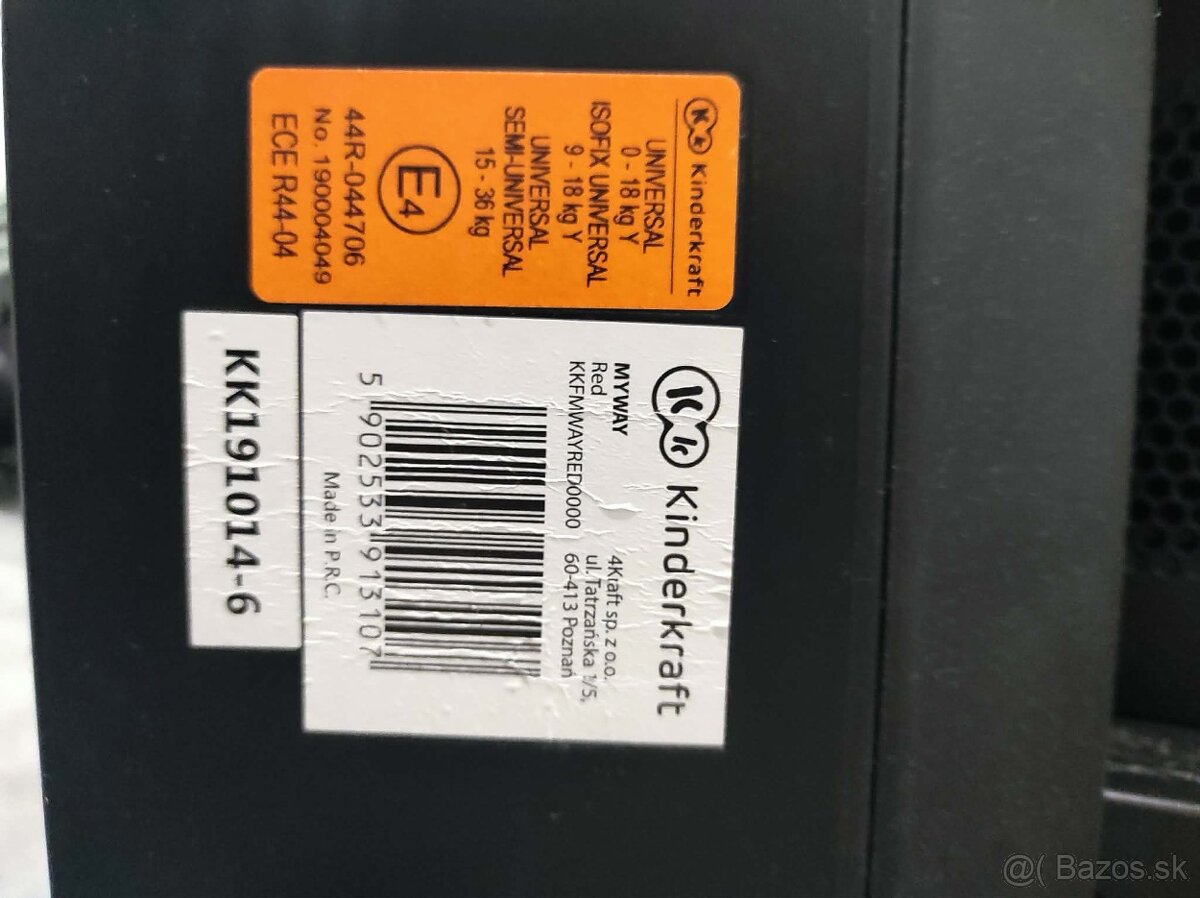 Kinderkraft
UNIVERSAL
0 - 18 kg Y
ISOFIX UNIVERSAL
9 - 18 kg Y
UNIVERSAL
SEMI-UNIVERSAL
15 - 36 kg
E4
44R-044706
No. 190004049
ECE R44-04
Kinderkraft
MYWAY
Red
KKFMWAYRED0000
4Kraft sp. z o.o.
ul. Tatrzańska 1/5,
60-413 Poznań
5 902533 913107
Made in P.R.C.
KK191014-6
@( Bazos.sk